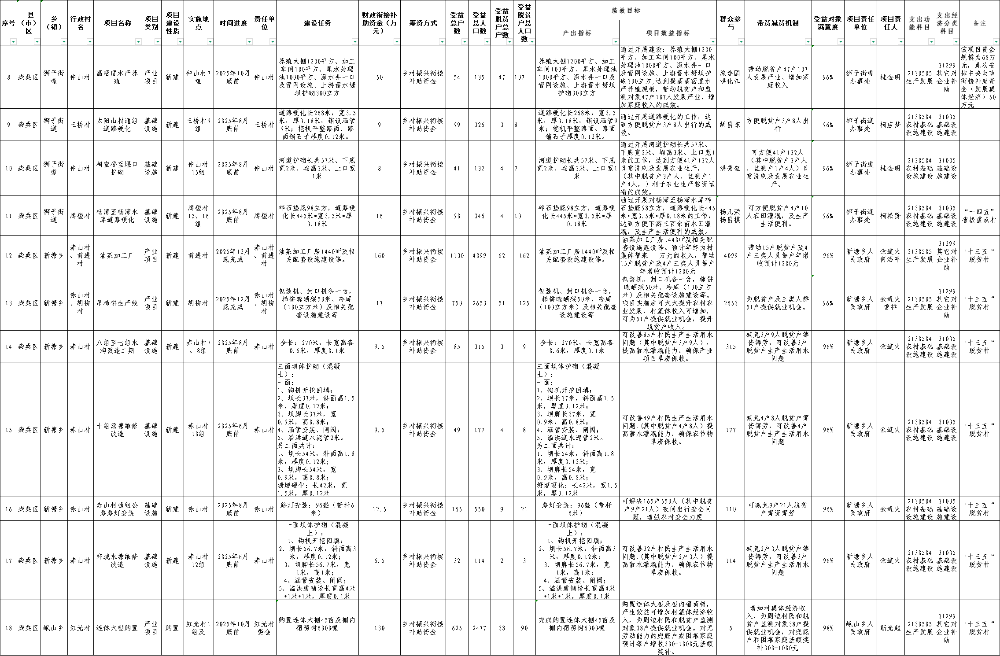 序号
县（市）区
乡（镇）
行政村名
项目名称
项目类别
项目建设性质
实施地点
时间进度
责任单位
建设任务
财政衔接补助资金（万元）
筹资方式
受益总户数
受益总人口数
受益脱贫户总户数
受益脱贫户总人口数
绩效目标
产出指标
项目效益指标
群众参与
带贫减贫机制
受益对象满意度
项目责任单位
项目责任人
支出功能科目
支出经济分类科目
备注
8
柴桑区
狮子街道
仲山村
高密度水产养殖
产业项目
新建
仲山村7组
2025年10月底前
仲山村
养殖大棚1200平方、加工车间100平方、尾水处理池1000平方、深水井一口及管网设施、上游蓄水塘坝护砌300立方
50
乡村振兴衔接补助资金
54
135
47
107
养殖大棚1200平方、加工车间100平方、尾水处理池1000平方、深水井一口及管网设施、上游蓄水塘坝护砌300立方
通过开展建设：养殖大棚1200平方、加工车间100平方、尾水处理池1000平方、深水井一口及管网设施、上游蓄水塘坝护砌300立方,达到提高高密度水产养殖规模，带动脱贫户和监测对象47户107人发展产业，增加家庭收入的成效。
施连国
洪化江
带动脱贫户47户107人发展产业、增加家庭收入
96%
狮子街道办事处
桂金明
2130505生产发展
31299其它对企业补助
该项目资金规模为68万元，此次安排中央财政衔接补助资金（发展集体经济）50万元
9
柴桑区
狮子街道
三桥村
太阳山村通组道路硬化
基础设施
新建
三桥村9组
2025年8月底前
三桥村
道路硬化长268米，宽3.5米，厚0.18米，铺设涵管9米；挖机平整路面、路面铺石子厚度0.12米。
9
乡村振兴衔接补助资金
99
326
3
8
道路硬化长268米，宽3.5米，厚0.18米，铺设涵管9米；挖机平整路面、路面铺石子厚度0.12米。
通过开展道路硬化的工作，达到方便脱贫户3户8人出行的成效。
胡昌东
方便脱贫户3户8人出行
96%
狮子街道办事处
柯应梦
2130504农村基础设施建设
31005基础设施建设
10
柴桑区
狮子街道
仲山村
祠堂桥至堰口护砌
基础设施
新建
仲山村15组
2025年8月底前
仲山村
河道护砌长共57米、下底宽2米、均高3米、上口宽1米
8
乡村振兴衔接补助资金
41
132
4
7
河道护砌长共57米、下底宽2米、均高3米、上口宽1米
通过开展河道护砌长共57米、下底宽2米、均高3米、上口宽1米的工作，达到方便41户132人日常洗刷及发展农业生产，（其中脱贫户3户人、监测户1户4人，）利于农业生产物资运输的成效。
洪秀奎
可方便41户132人（其中脱贫户3户人、监测户1户4人）日常洗刷及发展农业生产。
96%
狮子街道办事处
桂金明
2130504农村基础设施建设
31005基础设施建设
11
柴桑区
狮子街道
牌楼村
杨湾至杨湾水库道路硬化
基础设施
新建
牌楼村15、16组
2025年8月底前
牌楼村
碎石垫底98立方，道路硬化长445米*宽3.5米*厚0.18米
16
乡村振兴衔接补助资金
90
346
4
10
碎石垫底98立方，道路硬化长445米*宽3.5米*厚0.18米
通过开展对杨湾至杨湾水库碎石垫底98立方，道路硬化长445米*宽3.5米*厚0.18米的工作，达到方便下游三百余亩水田灌溉，及生产生活便利的成效。
杨凡荣
杨昌棋
可方便脱贫户4户10人农田灌溉，及生产生活便利。
96%
狮子街道办事处
柯松贤
2130504农村基础设施建设
31005基础设施建设
“十四五”省级重点村
12
柴桑区
新塘乡
赤山村、前进村
油茶加工厂
产业项目
新建
前进村
2025年12月底完成
赤山村、前进村
油茶加工厂房1440㎡及相关配套设施建设等。
160
乡村振兴衔接补助资金
1130
4099
62
162
油茶加工厂房1440㎡及相关配套设施建设等。
油茶加工厂房1440㎡及相关配套设施建设等。预计年终为村集体带来　万元的收入，带动15户脱贫户及4户三类人员每户年增收预计1200元
4099
带动15户脱贫户及4户三类人员每户年增收预计1200元
96%
新塘乡人民政府
余道火
何海平
2130505生产发展
31299其它对企业补助
"十三五“脱贫村
13
柴桑区
新塘乡
赤山村、胡桥村
吊柿饼生产线
产业项目
新建
胡桥村
2025年12月底完成
赤山村、胡桥村
包装机、封口机各一台，柿饼晾晒架50米、冷库（100立方米）及相关配套设施建设等
17
乡村振兴衔接补助资金
750
2653
51
125
包装机、封口机各一台，柿饼晾晒架50米、冷库（100立方米）及相关配套设施建设等
包装机、封口机各一台，柿饼晾晒架50米、冷库（100立方米）及相关配套设施建设等。项目实施后可大大提升农村农业发展，村集体收入可增加，可为51户提供就业机会，提升脱贫户收入。
2653
为脱贫户及三类人群51户提供就业机会。
96%
新塘乡人民政府
余道火
曾祥
2130505生产发展
31299其它对企业补助
"十三五“脱贫村
14
柴桑区
新塘乡
赤山村
八组至七组水沟改造二期
基础设施
新建
赤山村7、8组
2025年8月底前
赤山村
全长：270米，长宽高各0.6米，厚度0.1米
9.5
乡村振兴衔接补助资金
85
315
3
9
全长：270米，长宽高各0.6米，厚度0.1米
可改善85户村民生产生活用水问题（其中脱贫户3户9人），提高蓄水灌溉能力、确保产业项目旱涝保收。
315
减免3户9人脱贫户筹资筹劳，可改善3户脱贫户生产生活用水问题
96%
新塘乡人民政府
余道火
2130504农村基础设施建设
31005基础设施建设
"十三五“脱贫村
15
柴桑区
新塘乡
赤山村
十组汤塘维修改造
基础设施
新建
赤山村10组
2025年6月底前
赤山村
三面坝体护砌（混凝土）：
一面：
1、钩机开挖回填；
2、坝长37米，斜面高1.5米，厚度0.12米；
3、坝脚长37米，宽0.9米，高0.8米；
4、涵管安装、闸阀；
5、溢洪道水泥管2米。
另二面共计：
1、坝长54米，斜面高1.8米，厚度0.12米；
3、坝脚长54米，宽0.9米，高0.8米；
塘埂硬化：长42米，宽1.5米，厚0.12米
9.5
乡村振兴衔接补助资金
49
177
4
8
三面坝体护砌（混凝土）：
一面：
1、钩机开挖回填；
2、坝长37米，斜面高1.5米，厚度0.12米；
3、坝脚长37米，宽0.9米，高0.8米；
4、涵管安装、闸阀；
5、溢洪道水泥管2米。
另二面共计：
1、坝长54米，斜面高1.8米，厚度0.12米；
3、坝脚长54米，宽0.9米，高0.8米；
塘埂硬化：长42米，宽1.5米，厚0.12米
可改善49户村民生产生活用水问题.(其中脱贫户4户8人）提高蓄水灌溉能力、确保农作物旱涝保收。
177
减免4户8人脱贫户筹资筹劳，可改善4户脱贫户生产生活用水问题
96%
新塘乡人民政府
余道火
2130504农村基础设施建设
31005基础设施建设
"十三五“脱贫村
16
柴桑区
新塘乡
赤山村
赤山村通组公路路灯安装
基础设施
新建
赤山村
2025年8月底前
赤山村
路灯安装：96盏（带杆6米）
12.5
乡村振兴衔接补助资金
165
550
9
21
路灯安装：96盏（带杆6米）
可解决165户550人（其中脱贫户9户21人）夜间出行安全问题，增强农村安全力度
110
可减免9户21人脱贫户筹资筹劳
96%
新塘乡人民政府
余道火
2130504农村基础设施建设
31005基础设施建设
"十三五“脱贫村
17
柴桑区
新塘乡
赤山村
郑垅水塘维修改造
基础设施
新建
赤山村12组
2025年6月底前
赤山村
一面坝体护砌（混凝土）：
1、钩机开挖回填；
2、坝长56.7米，斜面高3米，厚度0.12米；
3、坝脚长56.7米，宽1米，高1米；
4、涵管安装、闸阀；
5、溢洪道铺设长宽高4米*1米*1米，厚度0.1米
6.5
乡村振兴衔接补助资金
32
114
2
3
一面坝体护砌（混凝土）：
1、钩机开挖回填；
2、坝长56.7米，斜面高3米，厚度0.12米；
3、坝脚长56.7米，宽1米，高1米；
4、涵管安装、闸阀；
5、溢洪道铺设长宽高4米*1米*1米，厚度0.1米
可改善32户村民生产生活用水问题.(其中脱贫户2户3人）提高蓄水灌溉能力、确保农作物旱涝保收。
114
减免2户3人脱贫户筹资筹劳，可改善3户脱贫户生产生活用水问题
96%
新塘乡人民政府
余道火
2130504农村基础设施建设
31005基础设施建设
"十三五“脱贫村
18
柴桑区
岷山乡
红光村
连体大棚购置
产业项目
购置
红光村1组及
2025年10月底前
红光村委会
购置连体大棚45亩及棚内葡萄树6000棵
130
乡村振兴衔接补助资金
625
2477
38
90
完成购置连体大棚45亩及棚内葡萄树6000棵
购置连体大棚及棚内葡萄树，产生效益可增加村集体经济收入，为周边村民和脱贫户监测对象38户提供就业机会。对无劳动能力的兜底户或困难家庭预计每户增收300-1000元差额奖补。
5
增加村集体经济收入，为周边村民和脱贫户监测对象38户提供就业机会，对兜底户和困难家庭差额奖补300-1000元
98%
岷山乡人民政府
靳光起
2130505生产发展
31299其它对企业补助
"十三五“脱贫村